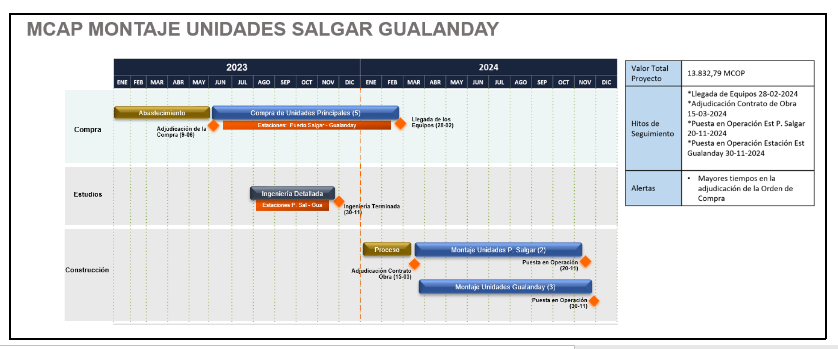 MCAP MONTAJE UNIDADES SALGAR GUALANDAY
2023
2024
ENE FEB MAR ABR MAY JUN JUL AGO SEP OCT NOV DIC ENE FEB MAR ABR MAY JUN JUL AGO SEP OCT NOV DIC
Compra
Abastecimiento
Compra de Unidades Principales (5)
Estaciones: Puerto Salgar - Gualanday
Adjudicación de la
Compra (9-06)
Llegada de los
Equipos (28-02)
Estudios
Ingeniería Detallada
Estaciones P. Sal - Gua
Ingeniería Terminada
(30-11)
Construcción
Proceso
Montaje Unidades P. Salgar (2)
Adjudicación Contrato
Obra (15-03)
Puesta en Operación
(20-11)
Montaje Unidades Gualanday (3)
Puesta en Operación
(20-11)
Valor Total
Proyecto
13.832,79 MCOP
Hitos de
Seguimiento
*Llegada de Equipos 28-02-2024
*Adjudicación Contrato de Obra
15-03-2024
*Puesta en Operación Est P. Salgar
20-11-2024
*Puesta en Operación Estación Est
Gualanday 30-11-2024
Alertas
• Mayores tiempos en la
adjudicación de la Orden de
Compra